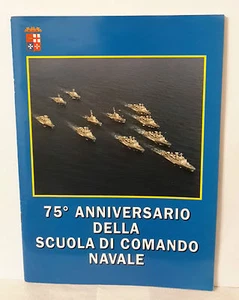 75° ANNIVERSARIO
DELLA
SCUOLA DI COMANDO
NAVALE